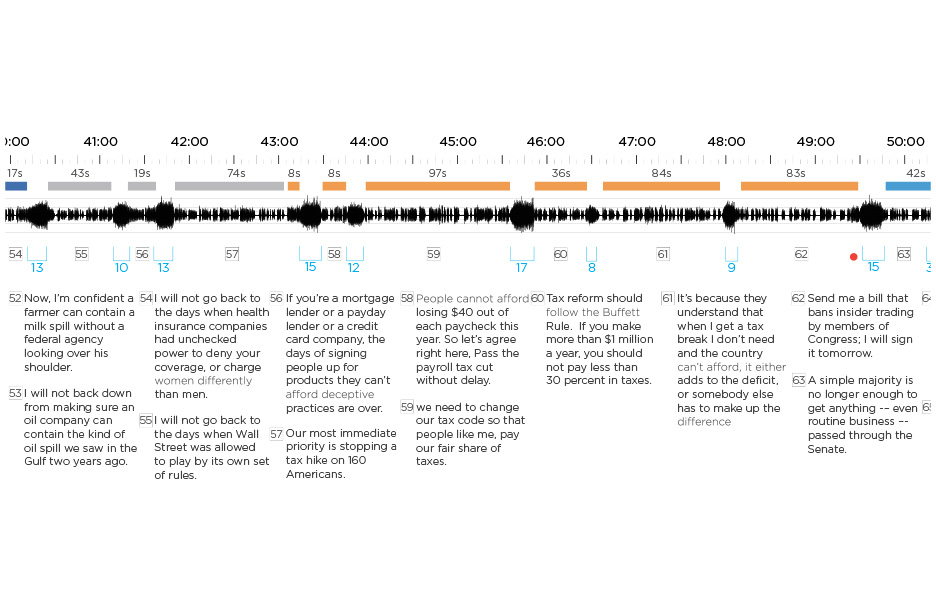 0:00 41:00 42:00 43:00 44:00 45:00 46:00 47:00 48:00 49:00 50:00
17s 43s 19s 74s 8s 8s 97s 36s 84s 83s 42s
54 55 56 57 58 59 60 61 62 63
13 10 13 15 12 17 8 9 15
52 Now, I'm confident a
farmer can contain a
milk spill without a
federal agency
looking over his
shoulder.
53 I will not back down
from making sure an
oil company can
contain the kind of
oil spill we saw in the
Gulf two years ago.
54 I will not go back to
the days when health
insurance companies
had unchecked
power to deny your
coverage, or charge
women differently
than men.
55 I will not go back to
the days when Wall
Street was allowed
to play by its own set
of rules.
56 If you're a mortgage
lender or a payday
lender or a credit
card company, the
days of signing
people up for
products they can't
afford deceptive
practices are over.
57 Our most immediate
priority is stopping a
tax hike on 160
Americans.
58 People cannot afford
losing $40 out of
each paycheck this
year. So let's agree
right here, Pass the
payroll tax cut
without delay.
59 we need to change
our tax code so that
people like me, pay
our fair share of
taxes.
60 Tax reform should
follow the Buffett
Rule. If you make
more than $1 million
a year, you should
not pay less than
30 percent in taxes.
61 It's because they
understand that
when I get a tax
break I don't need
and the country
can't afford, it either
adds to the deficit,
or somebody else
has to make up the
difference
62 Send me a bill that
bans insider trading
by members of
Congress; I will sign
it tomorrow.
63 A simple majority is
no longer enough to
get anything -- even
routine business --
passed through the
Senate.